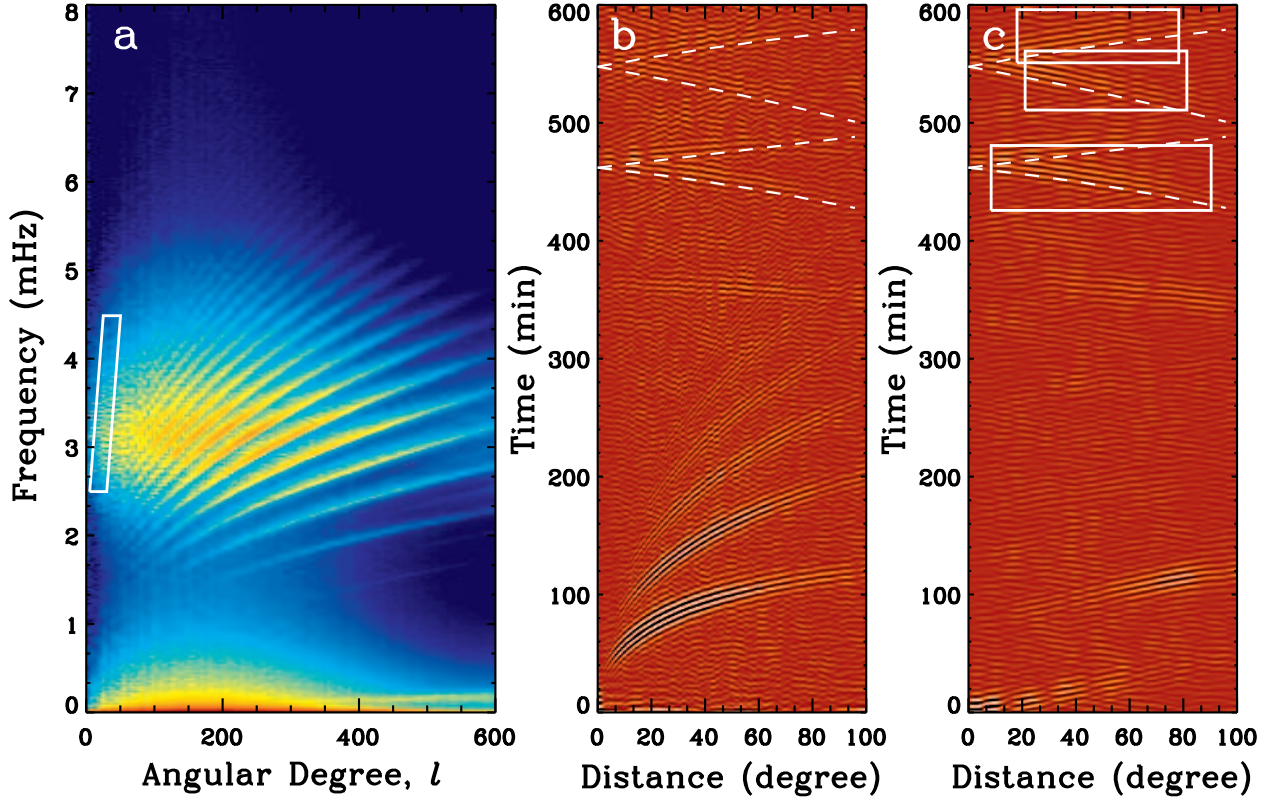 a
8
7
6
5
4
3
2
1
0
0 200 400 600
Frequency (mHz)
Angular Degree, l
b
600
500
400
300
200
100
0
0 20 40 60 80 100
Time (min)
Distance (degree)
c
600
500
400
300
200
100
0
0 20 40 60 80 100
Time (min)
Distance (degree)